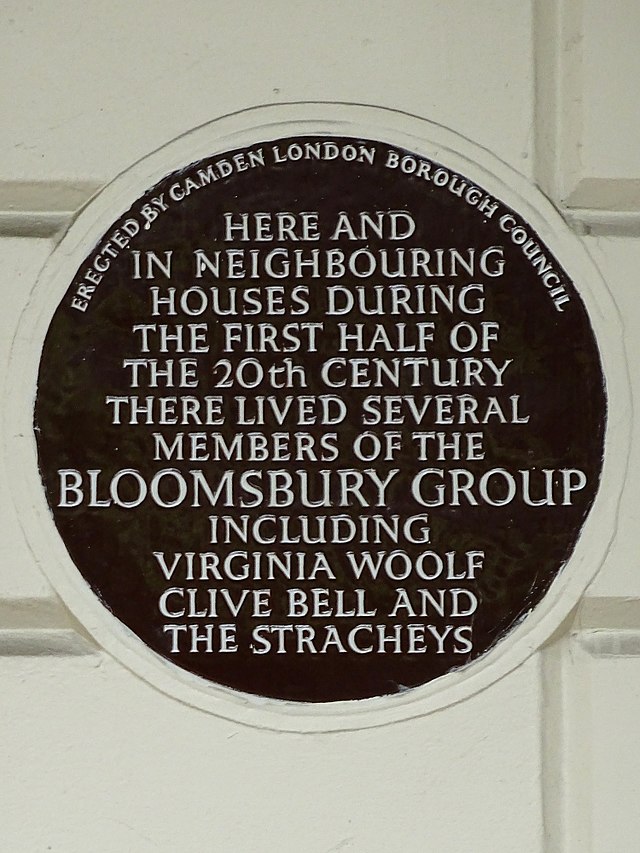 ERECTED BY CAMDEN LONDON BOROUGH COUNCIL
HERE AND
IN NEIGHBOURING
HOUSES DURING
THE FIRST HALF OF
THE 20th CENTURY
THERE LIVED SEVERAL
MEMBERS OF THE
BLOOMSBURY GROUP
INCLUDING
VIRGINIA WOOLF
CLIVE BELL AND
THE STRACHEYS